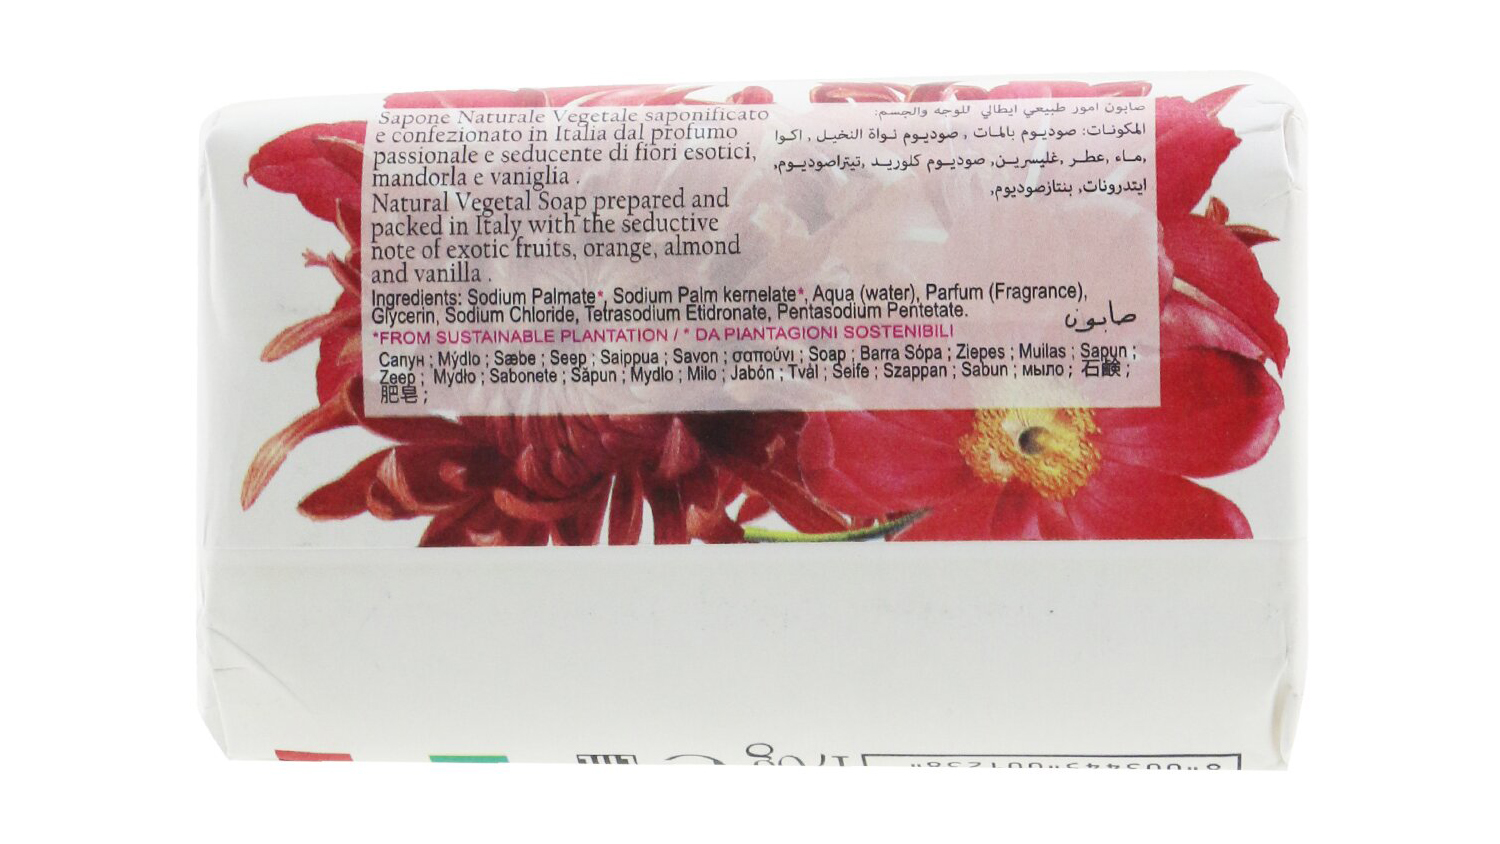 Sapone Naturale Vegetale saponificato
e confezionato in Italia dal profumo
passionale e seducente di fiori esotici,
mandorla e vaniglia .
Natural Vegetal Soap prepared and
packed in Italy with the seductive
note of exotic fruits, orange, almond
and vanilla .
صابون امور طبيعي ايطالي للوجه والجسم:
المكونات: صوديوم بالمات , صوديوم نواة النخيل , اكوا
,ماء ,عطر ,غليسرين, صوديوم كلوريد ,تيتراصوديوم,
ايتدرونات, بنتازصوديوم,
Ingredients: Sodium Palmate*, Sodium Palm kernelate*, Aqua (water), Parfum (Fragrance),
Glycerin, Sodium Chloride, Tetrasodium Etidronate, Pentasodium Pentetate.
صابون
*FROM SUSTAINABLE PLANTATION / * DA PIANTAGIONI SOSTENIBILI
Сапун ; Mýdlo ; Sæbe ; Seep ; Saippua ; Savon ; σαπούνι ; Soap ; Barra Sópa ; Ziepes ; Muilas ; Sapun ;
Zeep ; Mydło ; Sabonete ; Săpun ; Mydlo ; Milo ; Jabón ; Tvål ; Seife ; Szappan ; Sabun ; мыло ; 石鹸 ;
肥皂 ;